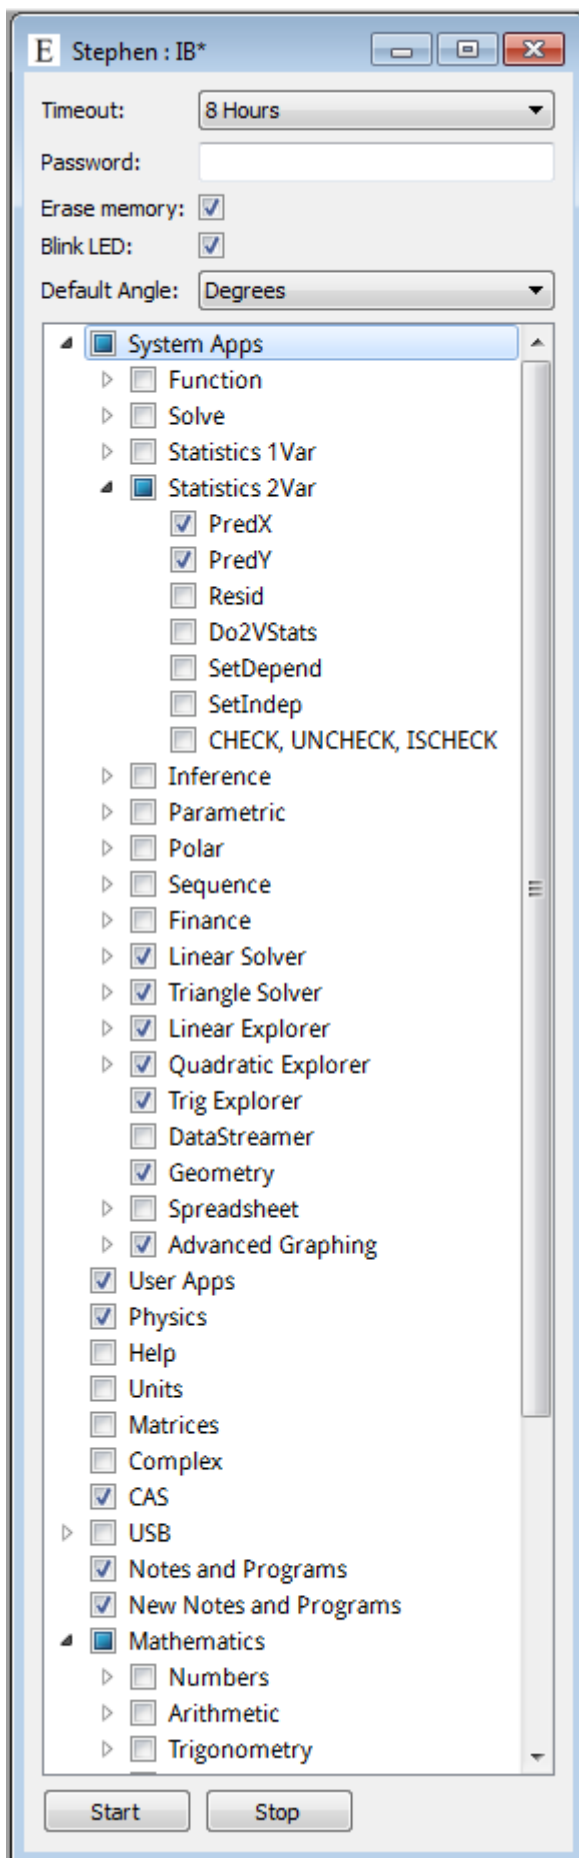 E Stephen : IB*
Timeout: 8 Hours
Password:
Erase memory:
Blink LED:
Default Angle: Degrees
System Apps
Function
Solve
Statistics 1Var
Statistics 2Var
PredX
PredY
Resid
Do2VStats
SetDepend
SetIndep
CHECK, UNCHECK, ISCHECK
Inference
Parametric
Polar
Sequence
Finance
Linear Solver
Triangle Solver
Linear Explorer
Quadratic Explorer
Trig Explorer
DataStreamer
Geometry
Spreadsheet
Advanced Graphing
User Apps
Physics
Help
Units
Matrices
Complex
CAS
USB
Notes and Programs
New Notes and Programs
Mathematics
Numbers
Arithmetic
Trigonometry
Start Stop